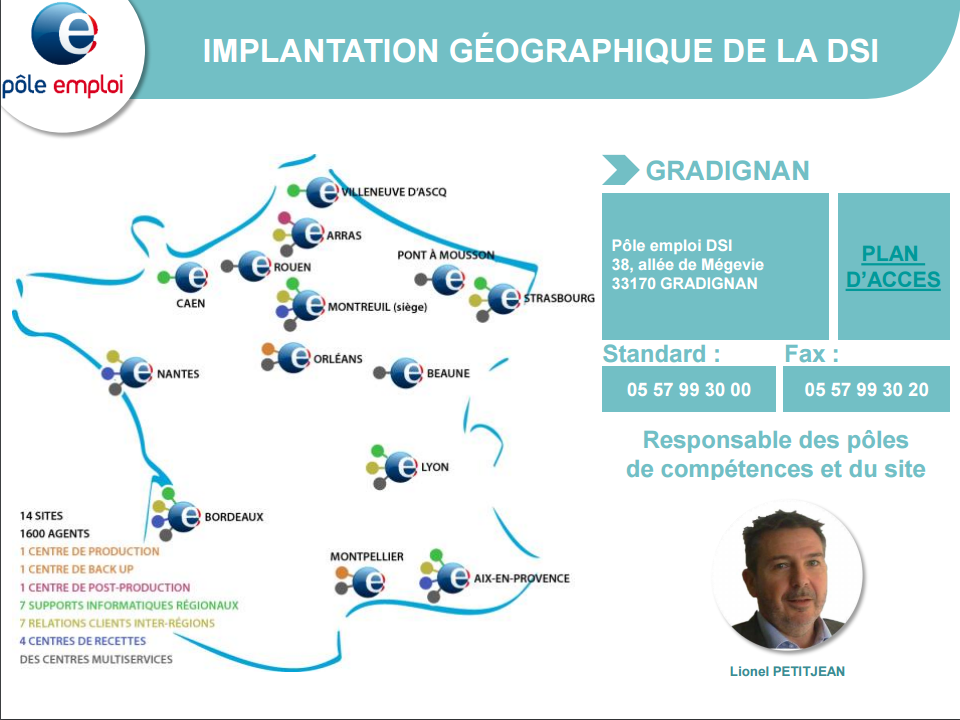 pôle emploi
IMPLANTATION GÉOGRAPHIQUE DE LA DSI
VILLENEUVE D'ASCQ
ARRAS
ROUEN
PONT À MOUSSON
CAEN
MONTREUIL (siège)
STRASBOURG
ORLÉANS
NANTES
BEAUNE
LYON
BORDEAUX
MONTPELLIER
AIX-EN-PROVENCE
14 SITES
1600 AGENTS
1 CENTRE DE PRODUCTION
1 CENTRE DE BACK UP
1 CENTRE DE POST-PRODUCTION
7 SUPPORTS INFORMATIQUES RÉGIONAUX
7 RELATIONS CLIENTS INTER-RÉGIONS
4 CENTRES DE RECETTES
DES CENTRES MULTISERVICES
GRADIGNAN
Pôle emploi DSI
38, allée de Mégevie
33170 GRADIGNAN
PLAN
D'ACCES
Standard :
Fax :
05 57 99 30 00
05 57 99 30 20
Responsable des pôles
de compétences et du site
Lionel PETITJEAN